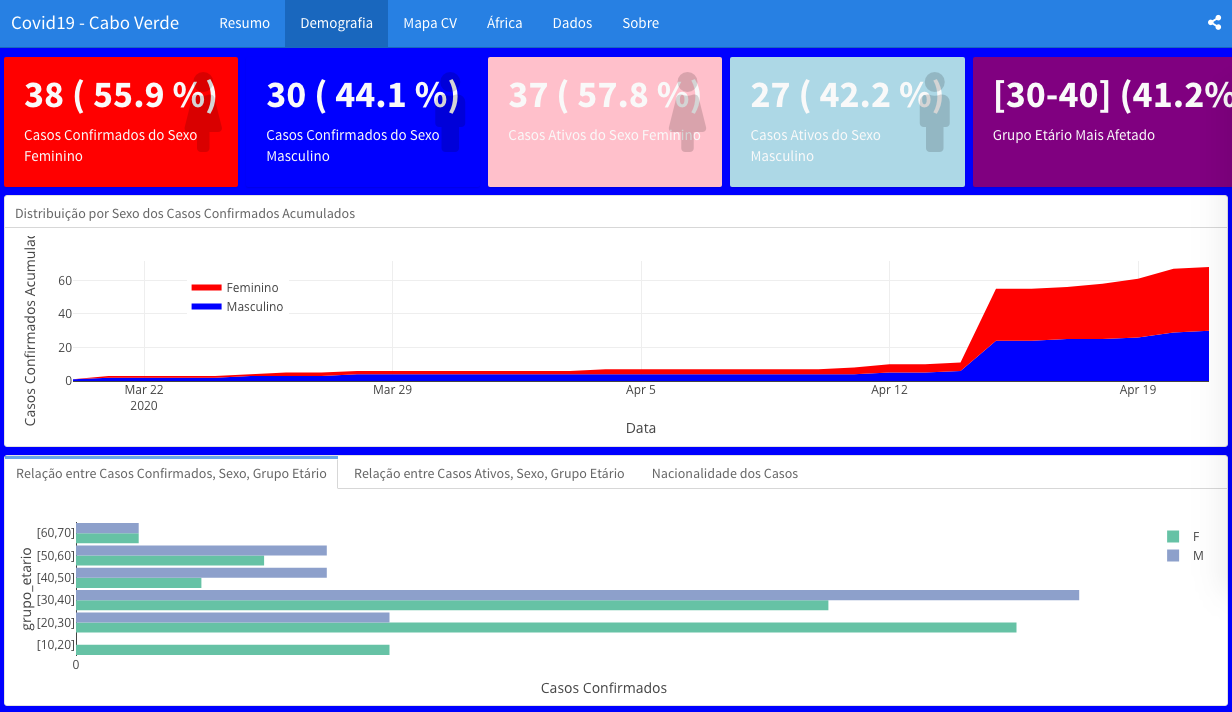 Covid19 - Cabo Verde
Resumo
Demografia
Mapa CV
África
Dados
Sobre
38 ( 55.9 %)
Casos Confirmados do Sexo
Feminino
30 ( 44.1 %)
Casos Confirmados do Sexo
Masculino
37 ( 57.8 %)
Casos Ativos do Sexo Feminino
27 ( 42.2 %)
Casos Ativos do Sexo
Masculino
[30-40] (41.2%
Grupo Etário Mais Afetado
Distribuição por Sexo dos Casos Confirmados Acumulados
Casos Confirmados Acumulad
60
40
20
0
Feminino
Masculino
Mar 22
2020
Mar 29
Apr 5
Apr 12
Apr 19
Data
Relação entre Casos Confirmados, Sexo, Grupo Etário
Relação entre Casos Ativos, Sexo, Grupo Etário
Nacionalidade dos Casos
grupo_etario
[60,70]
[50,60]
[40,50]
[30,40]
[20,30]
[10,20]
0
Casos Confirmados
F
M